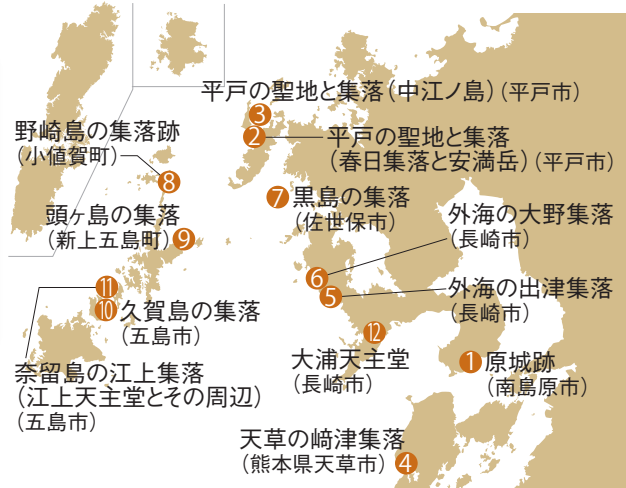 平戸の聖地と集落（中江ノ島）（平戸市）
3
2
平戸の聖地と集落
（春日集落と安満岳）（平戸市）
野崎島の集落跡
（小値賀町）
8
7
黒島の集落
（佐世保市）
頭ヶ島の集落
（新上五島町）
9
外海の大野集落
（長崎市）
6
5
外海の出津集落
（長崎市）
11
10
久賀島の集落
（五島市）
奈留島の江上集落
（江上天主堂とその周辺）
（五島市）
12
大浦天主堂
（長崎市）
1
原城跡
（南島原市）
天草の﨑津集落
（熊本県天草市）
4